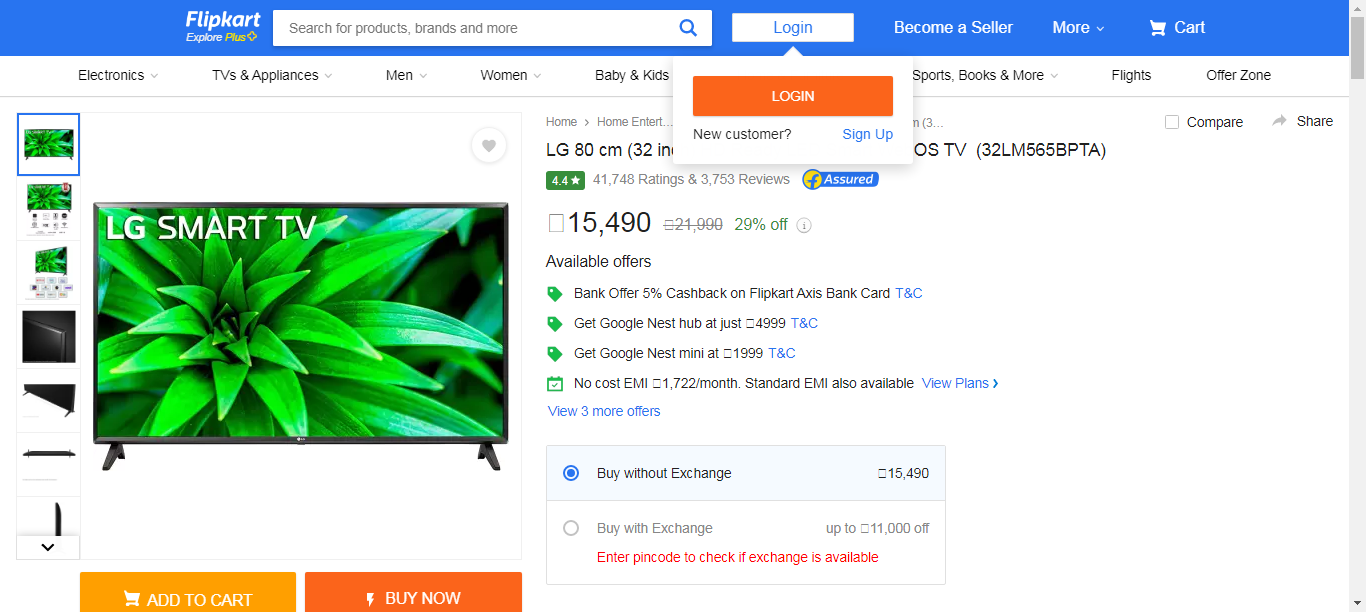 Flipkart
Explore Plus
Search for products, brands and more
Login
Become a Seller
More
Cart
Electronics
TVs & Appliances
Men
Women
Baby & Kids
Sports, Books & More
Flights
Offer Zone
LOGIN
New customer? Sign Up
Home
Home Entert...
m (3...
Compare
Share
LG 80 cm (32 OS TV (32LM565BPTA)
4.4 41,748 Ratings & 3,753 Reviews Assured
15,490 21,990 29% off
Available offers
Bank Offer 5% Cashback on Flipkart Axis Bank Card T&C
Get Google Nest hub at just 4999 T&C
Get Google Nest mini at 1999 T&C
No cost EMI 1,722/month. Standard EMI also available View Plans
View 3 more offers
Buy without Exchange 15,490
Buy with Exchange up to 11,000 off
Enter pincode to check if exchange is available
LG SMART TV
LG SMART TV
LG
ADD TO CART
BUY NOW